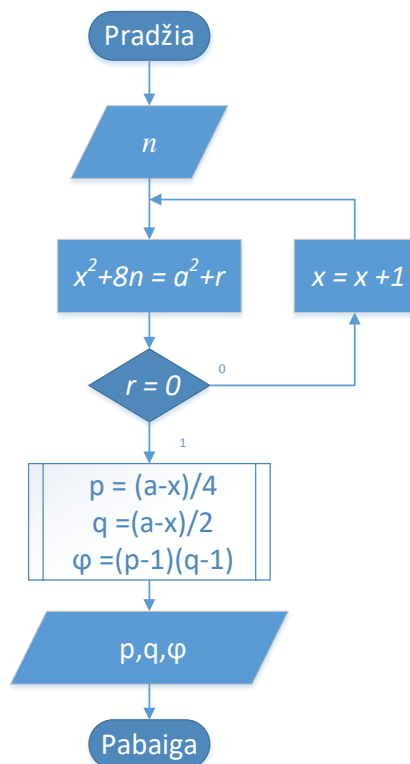 Pradžia
n
x²+8n = a²+r
x = x +1
r = 0
0
1
p = (a-x)/4
q =(a-x)/2
φ =(p-1)(q-1)
p,q,φ
Pabaiga